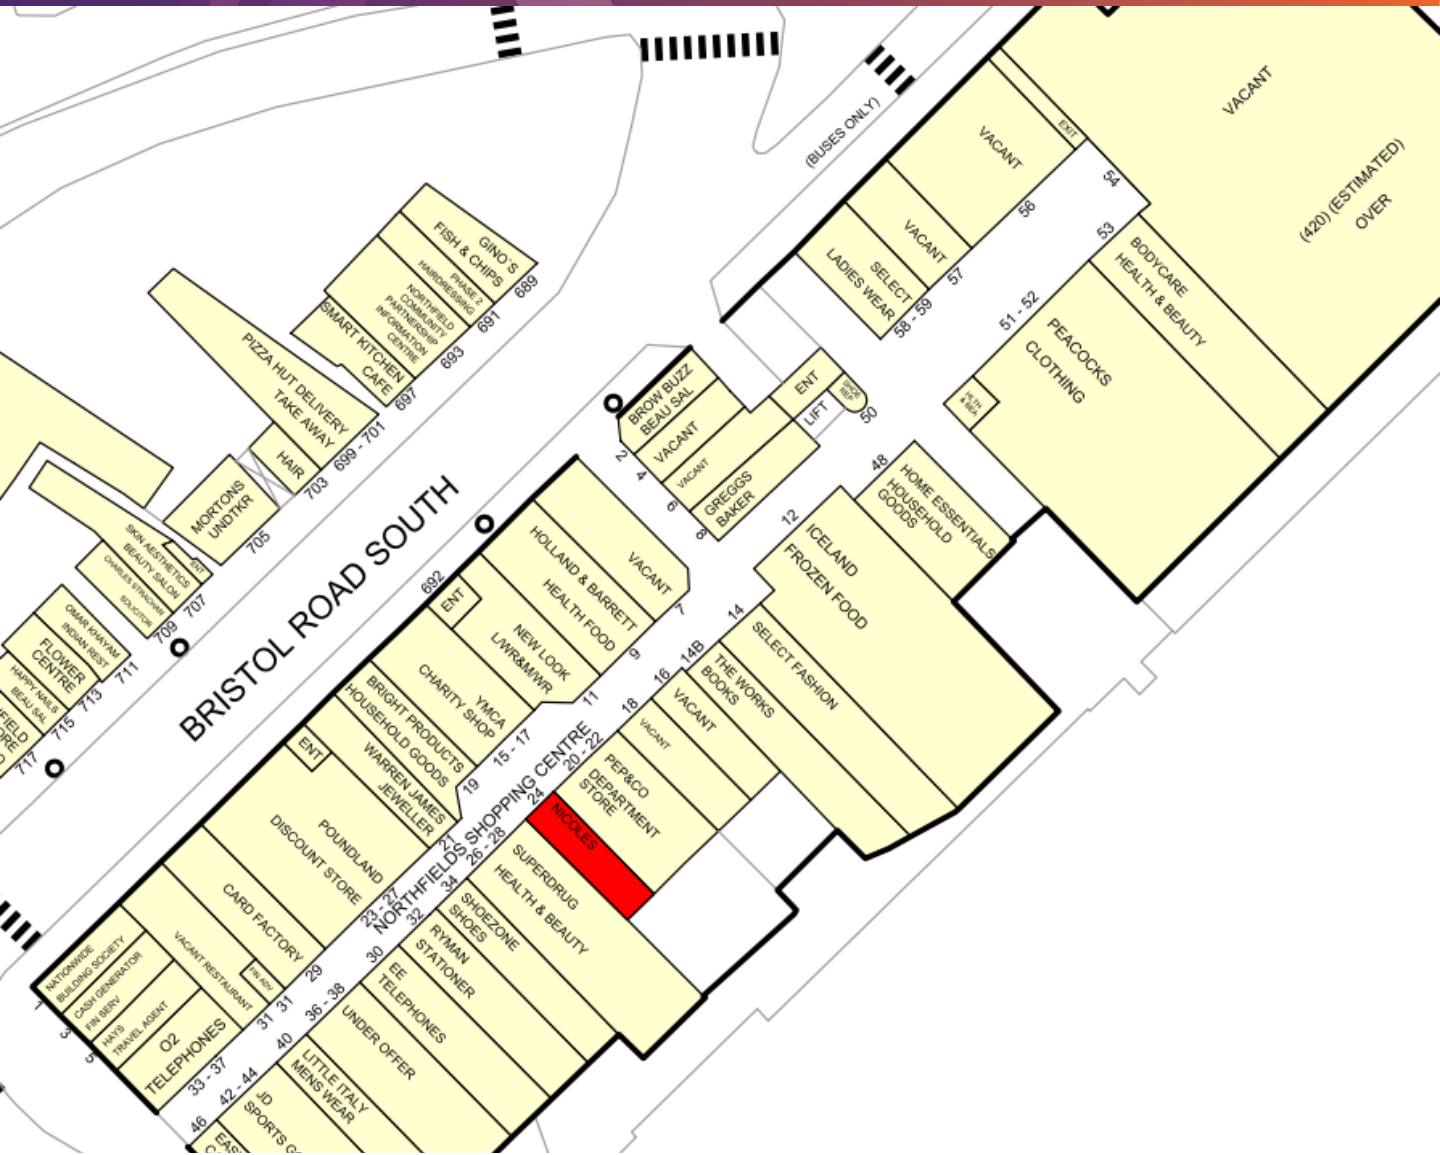 VACANT
(420) (ESTIMATED)
OVER
(BUSES ONLY)
EXIT
VACANT
54
56
53
VACANT
57
SELECT
LADIES WEAR
58 - 59
BODYCARE
HEALTH & BEAUTY
51 - 52
PEACOCKS
CLOTHING
HLTH
& BEA
GINO'S
FISH & CHIPS
689
PHASE 2
HAIRDRESSING
691
NORTHFIELD
COMMUNITY
PARTNERSHIP
INFORMATION
CENTRE
693
SMART KITCHEN
CAFE
697
PIZZA HUT DELIVERY
TAKE AWAY
699 - 701
HAIR
703
MORTONS
UNDTKR
705
SKIN AESTHETICS
BEAUTY SALON
ENT
707
CHARLES STRACHAN
SOLICITOR
709
OMAR KHAYAM
INDIAN REST
711
FLOWER
CENTRE
713
HAPPY NAILS
BEAU SAL
715
FIELD
717
BRISTOL ROAD SOUTH
BROW BUZZ
BEAU SAL
2
VACANT
4
VACANT
6
GREGGS
BAKER
8
ENT
LIFT
SHOE
REP
50
48
HOME ESSENTIALS
HOUSEHOLD
GOODS
12
ICELAND
FROZEN FOOD
14
SELECT FASHION
14B
THE WORKS
BOOKS
16
VACANT
18
VACANT
20 - 22
PEP&CO
DEPARTMENT
STORE
24
NICOLES
26 - 28
SUPERDRUG
HEALTH & BEAUTY
34
SHOEZONE
SHOES
32
RYMAN
STATIONER
30
EE
TELEPHONES
36 - 38
UNDER OFFER
40
LITTLE ITALY
MENS WEAR
42 - 44
JD
46
NORTHFIELDS SHOPPING CENTRE
VACANT
7
HOLLAND & BARRETT
HEALTH FOOD
9
692
ENT
NEW LOOK
L/WR&M/WR
11
YMCA
CHARITY SHOP
15 - 17
BRIGHT PRODUCTS
HOUSEHOLD GOODS
19
WARREN JAMES
JEWELLER
21
ENT
POUNDLAND
DISCOUNT STORE
23 - 27
CARD FACTORY
29
VACANT RESTAURANT
FIN ADV
31
31
NATIONWIDE
BUILDING SOCIETY
1
CASH GENERATOR
FIN SERV
3
HAYS
TRAVEL AGENT
5
O2
TELEPHONES
33 - 37